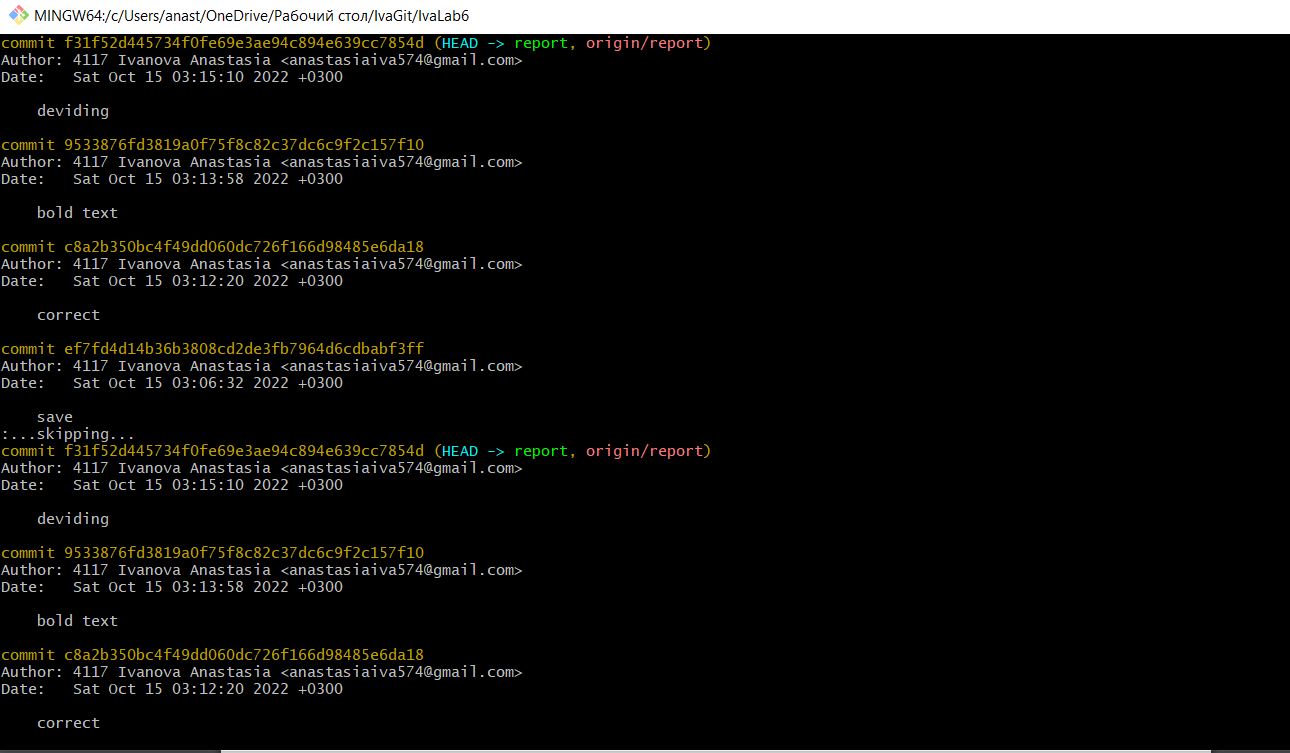 MINGW64:/c/Users/anast/OneDrive/Рабочий стол/IvaGit/IvaLab6
commit f31f52d445734f0fe69e3ae94c894e639cc7854d (HEAD -> report, origin/report)
Author: 4117 Ivanova Anastasia <anastasiaiva574@gmail.com>
Date:   Sat Oct 15 03:15:10 2022 +0300
    deviding
commit 9533876fd3819a0f75f8c82c37dc6c9f2c157f10
Author: 4117 Ivanova Anastasia <anastasiaiva574@gmail.com>
Date:   Sat Oct 15 03:13:58 2022 +0300
    bold text
commit c8a2b350bc4f49dd060dc726f166d98485e6da18
Author: 4117 Ivanova Anastasia <anastasiaiva574@gmail.com>
Date:   Sat Oct 15 03:12:20 2022 +0300
    correct
commit ef7fd4d14b36b3808cd2de3fb7964d6cdbabf3ff
Author: 4117 Ivanova Anastasia <anastasiaiva574@gmail.com>
Date:   Sat Oct 15 03:06:32 2022 +0300
    save
:...skipping...
commit f31f52d445734f0fe69e3ae94c894e639cc7854d (HEAD -> report, origin/report)
Author: 4117 Ivanova Anastasia <anastasiaiva574@gmail.com>
Date:   Sat Oct 15 03:15:10 2022 +0300
    deviding
commit 9533876fd3819a0f75f8c82c37dc6c9f2c157f10
Author: 4117 Ivanova Anastasia <anastasiaiva574@gmail.com>
Date:   Sat Oct 15 03:13:58 2022 +0300
    bold text
commit c8a2b350bc4f49dd060dc726f166d98485e6da18
Author: 4117 Ivanova Anastasia <anastasiaiva574@gmail.com>
Date:   Sat Oct 15 03:12:20 2022 +0300
    correct